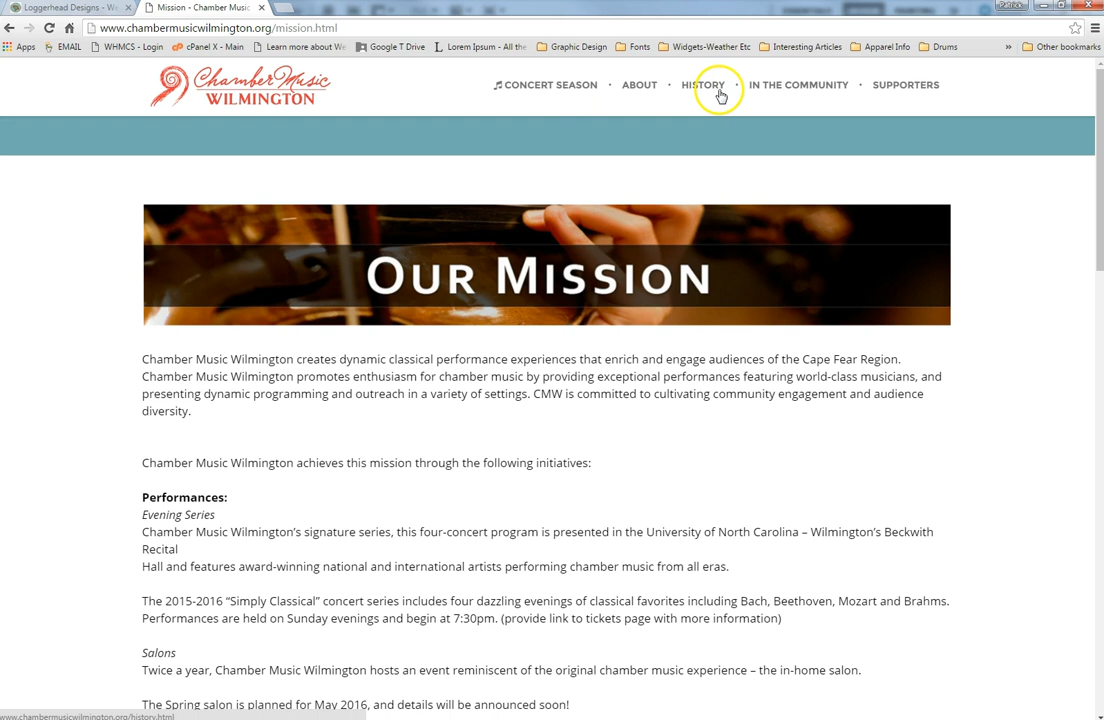 Loggerhead Designs - We
Mission - Chamber Music
Patrick
www.chambermusicwilmington.org/mission.html
Apps
EMAIL
WHMCS - Login
cPanel X - Main
Learn more about We
Google T Drive
Lorem Ipsum - All the
Graphic Design
Fonts
Widgets-Weather Etc
Interesting Articles
Apparel Info
Drums
»
Other bookmarks
Chamber Music
WILMINGTON
CONCERT SEASON • ABOUT • HISTORY • IN THE COMMUNITY • SUPPORTERS
OUR MISSION
Chamber Music Wilmington creates dynamic classical performance experiences that enrich and engage audiences of the Cape Fear Region.
Chamber Music Wilmington promotes enthusiasm for chamber music by providing exceptional performances featuring world-class musicians, and
presenting dynamic programming and outreach in a variety of settings. CMW is committed to cultivating community engagement and audience
diversity.
Chamber Music Wilmington achieves this mission through the following initiatives:
Performances:
Evening Series
Chamber Music Wilmington’s signature series, this four-concert program is presented in the University of North Carolina – Wilmington’s Beckwith
Recital
Hall and features award-winning national and international artists performing chamber music from all eras.
The 2015-2016 “Simply Classical” concert series includes four dazzling evenings of classical favorites including Bach, Beethoven, Mozart and Brahms.
Performances are held on Sunday evenings and begin at 7:30pm. (provide link to tickets page with more information)
Salons
Twice a year, Chamber Music Wilmington hosts an event reminiscent of the original chamber music experience – the in-home salon.
The Spring salon is planned for May 2016, and details will be announced soon!
www.chambermusicwilmington.org/history.html